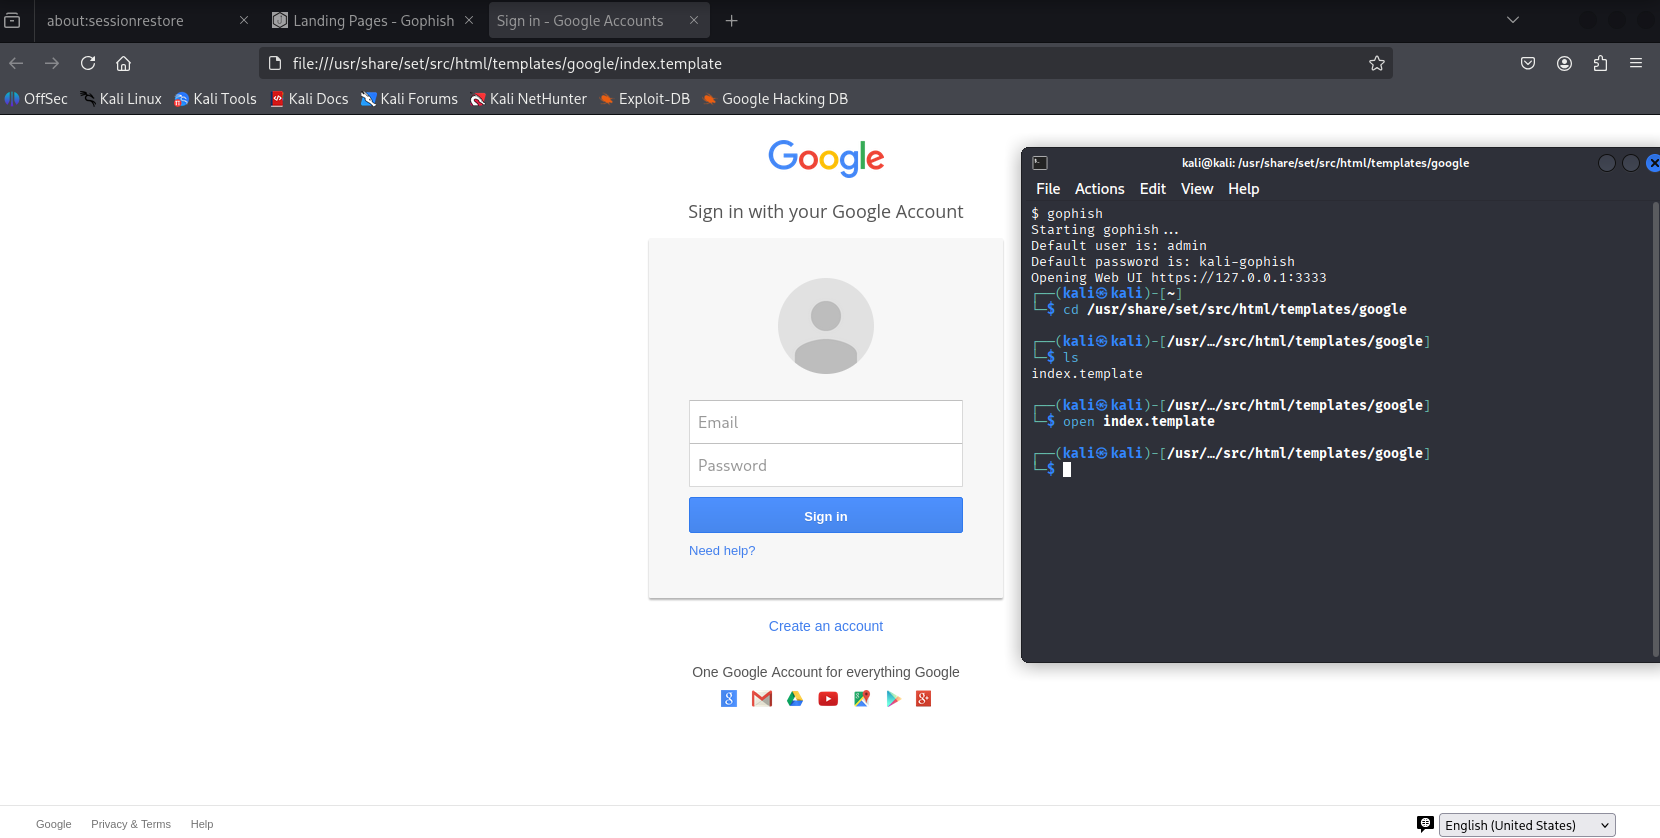 about:sessionrestore
Landing Pages - Gophish
Sign in - Google Accounts
file:///usr/share/set/src/html/templates/google/index.template
OffSec
Kali Linux
Kali Tools
Kali Docs
Kali Forums
Kali NetHunter
Exploit-DB
Google Hacking DB
Google
Sign in with your Google Account
Email
Password
Sign in
Need help?
Create an account
One Google Account for everything Google
kali@kali: /usr/share/set/src/html/templates/google
File Actions Edit View Help
$ gophish
Starting gophish...
Default user is: admin
Default password is: kali-gophish
Opening Web UI https://127.0.0.1:3333
┌──(kali㉿kali)-[~]
└─$ cd /usr/share/set/src/html/templates/google
┌──(kali㉿kali)-[/usr/…/src/html/templates/google]
└─$ ls
index.template
┌──(kali㉿kali)-[/usr/…/src/html/templates/google]
└─$ open index.template
┌──(kali㉿kali)-[/usr/…/src/html/templates/google]
└─$
Google
Privacy & Terms
Help
English (United States)